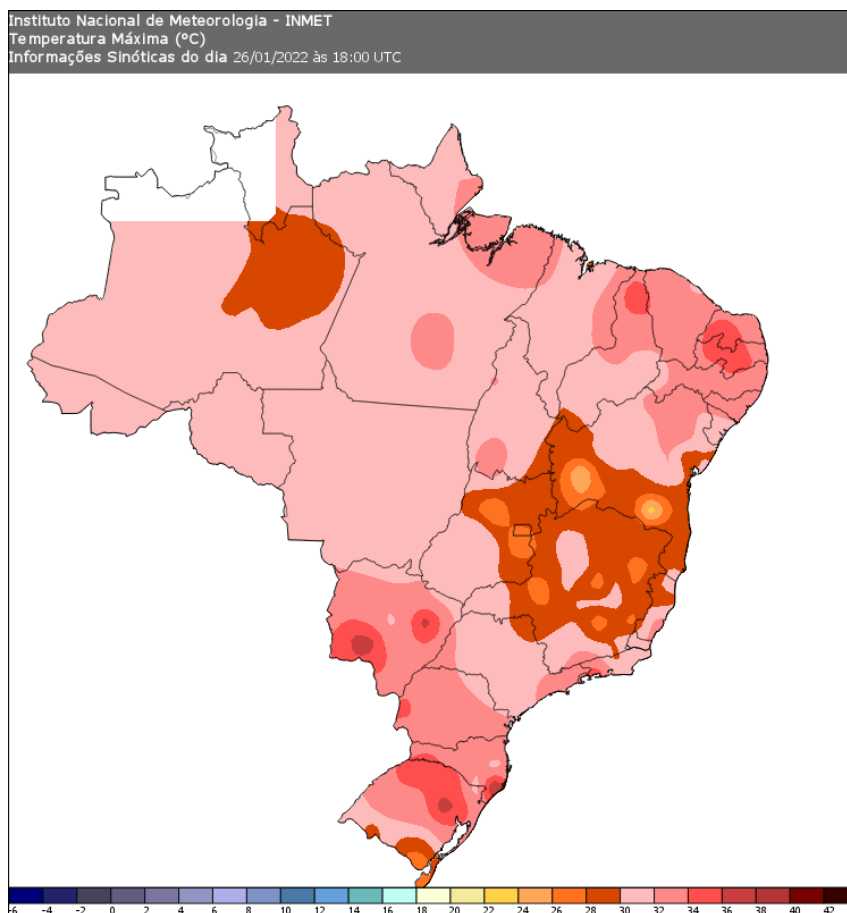 Instituto Nacional de Meteorologia - INMET
Temperatura Máxima (°C)
Informações Sinóticas do dia 26/01/2022 às 18:00 UTC
-6 -4 -2 0 2 4 6 8 10 12 14 16 18 20 22 24 26 28 30 32 34 36 38 40 42